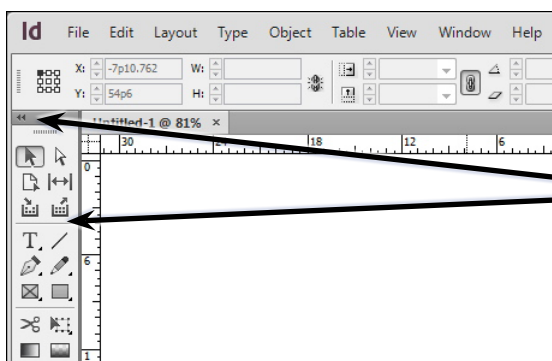 Id File Edit Layout Type Object Table View Window Help
X: -7p10.762 W:
Y: 54p6 H:
Untitled-1 @ 81% ×
30 24 18 12 6
0
6
1